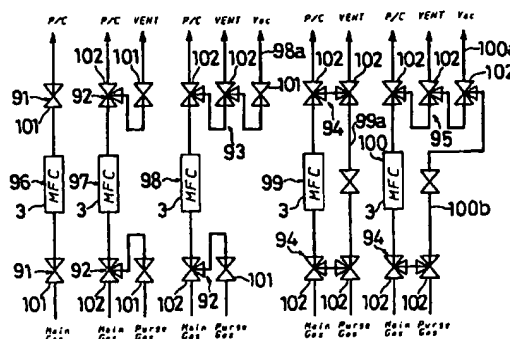 P/C P/C VENT P/C VENT Vac P/C VENT P/C VENT Vac
102 101 98a 100a
102 102 102 102 102
91 92 101 94 102
101 93 99a 95
96 MFC 97 MFC 98 MFC 99 MFC 100 MFC
3 3 3 3 3
100b
91 92 101 94 94
92
101 102 101 102 102 102 102 102
Main Gas Main Gas Purge Gas Main Gas Purge Gas Main Gas Purge Gas Main Gas Purge Gas